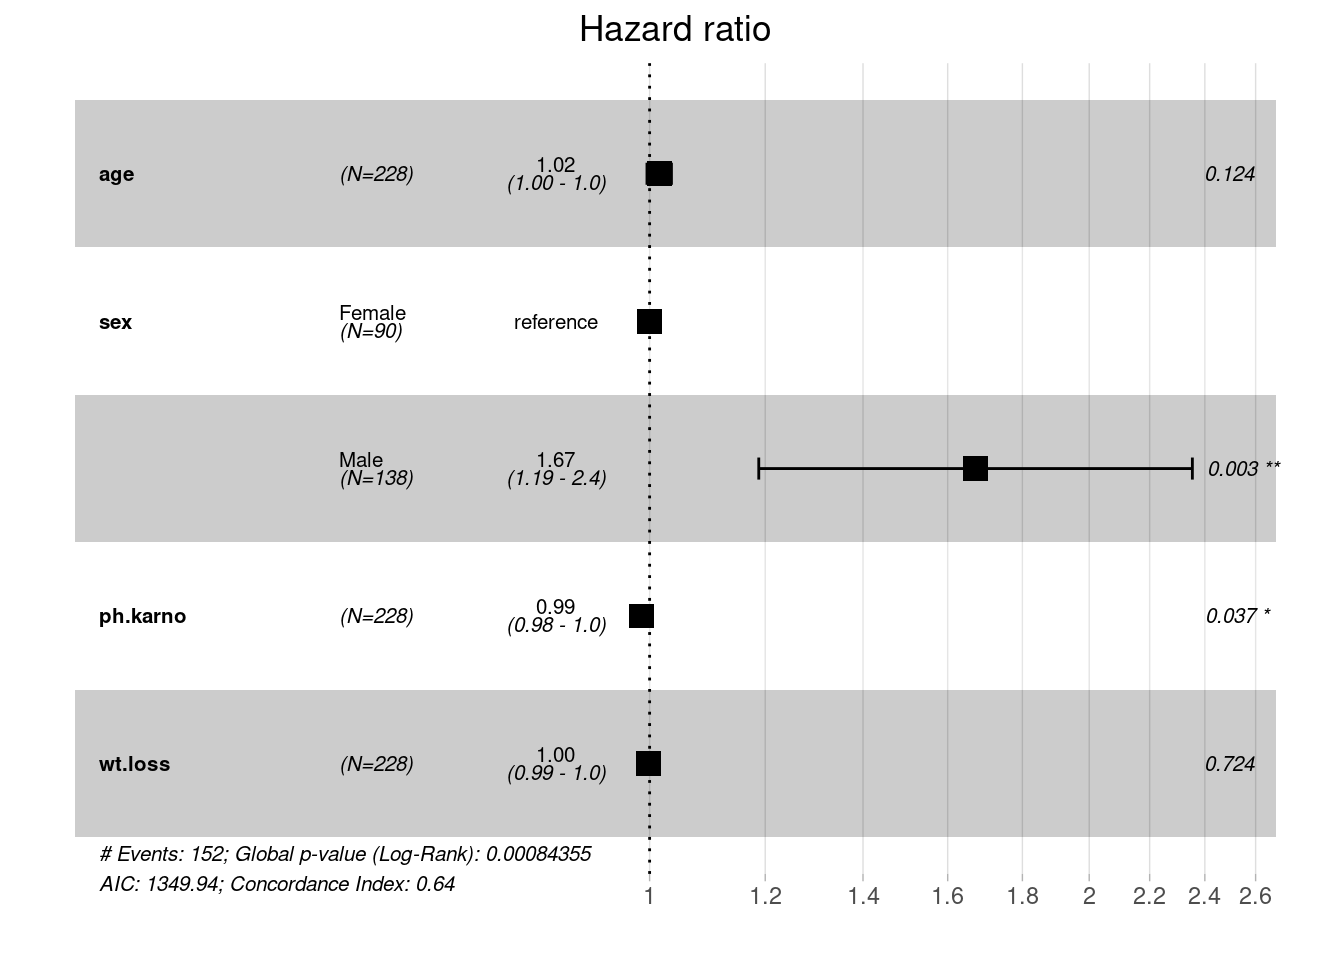 Hazard ratio
age (N=228) 1.02 0.124
(1.00 - 1.0)
sex Female reference
(N=90)
Male 1.67 0.003 **
(N=138) (1.19 - 2.4)
ph.karno (N=228) 0.99 0.037 *
(0.98 - 1.0)
wt.loss (N=228) 1.00 0.724
(0.99 - 1.0)
# Events: 152; Global p-value (Log-Rank): 0.00084355
AIC: 1349.94; Concordance Index: 0.64
1 1.2 1.4 1.6 1.8 2 2.2 2.4 2.6